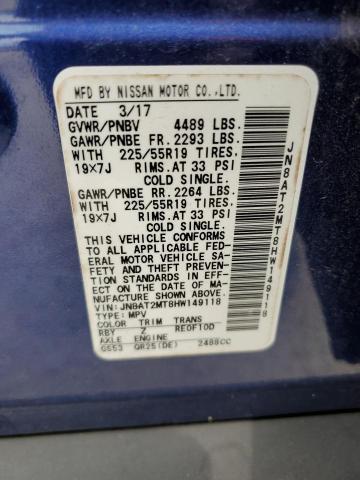 MFD BY NISSAN MOTOR CO.,LTD.
DATE 3/17
GVWR/PNBV 4489 LBS.
GAWR/PNBE FR. 2293 LBS.
WITH 225/55R19 TIRES,
19×7J RIMS.AT 33 PSI
COLD SINGLE.
GAWR/PNBE RR. 2264 LBS.
WITH 225/55R19 TIRES,
19×7J RIMS.AT 33 PSI
COLD SINGLE.
THIS VEHICLE CONFORMS
TO ALL APPLICABLE FED-
ERAL MOTOR VEHICLE SA-
FETY AND THEFT PREV-
ENTION STANDARDS IN EFF-
ECT ON THE DATE OF MA-
NUFACTURE SHOWN ABOVE.
VIN:JN8AT2MT8HW149118
TYPE:MPV
COLOR TRIM TRANS
RBY Z RE0F10D
AXLE ENGINE
GS53 QR25(DE) 2488CC
JN8AT2MT8HW149118